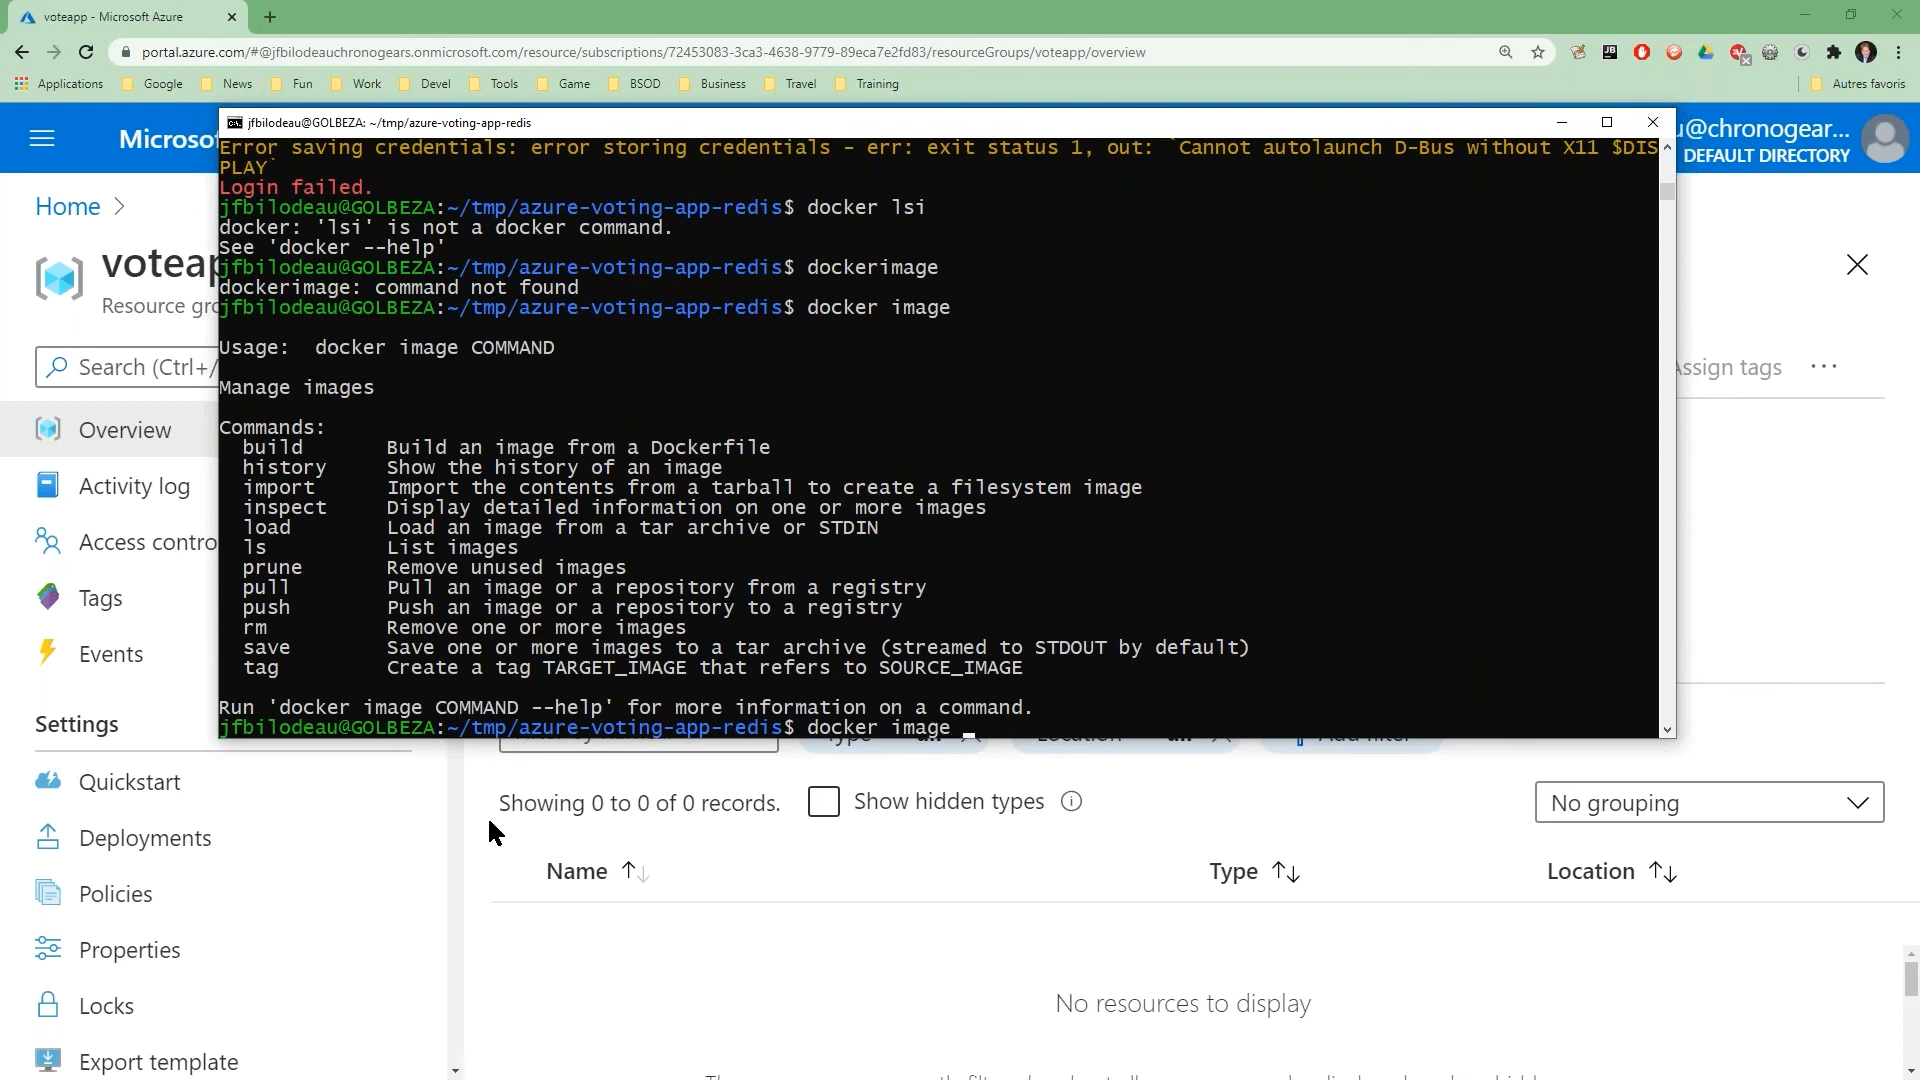 voteapp - Microsoft Azure
portal.azure.com/#@jfbilodeauchronogears.onmicrosoft.com/resource/subscriptions/72453083-3ca3-4638-9779-89eca7e2fd83/resourceGroups/voteapp/overview
Applications Google News Fun Work Devel Tools Game BSOD Business Travel Training Autres favoris
jfbilodeau@GOLBEZA: ~/tmp/azure-voting-app-redis
@chronogear...
DEFAULT DIRECTORY
Error saving credentials: error storing credentials - err: exit status 1, out: `Cannot autolaunch D-Bus without X11 $DIS
PLAY`
Login failed.
jfbilodeau@GOLBEZA:~/tmp/azure-voting-app-redis$ docker lsi
docker: 'lsi' is not a docker command.
See 'docker --help'
jfbilodeau@GOLBEZA:~/tmp/azure-voting-app-redis$ dockerimage
dockerimage: command not found
jfbilodeau@GOLBEZA:~/tmp/azure-voting-app-redis$ docker image
Usage:  docker image COMMAND
Manage images
Commands:
build       Build an image from a Dockerfile
history     Show the history of an image
import      Import the contents from a tarball to create a filesystem image
inspect     Display detailed information on one or more images
load        Load an image from a tar archive or STDIN
ls          List images
prune       Remove unused images
pull        Pull an image or a repository from a registry
push        Push an image or a repository to a registry
rm          Remove one or more images
save        Save one or more images to a tar archive (streamed to STDOUT by default)
tag         Create a tag TARGET_IMAGE that refers to SOURCE_IMAGE
Run 'docker image COMMAND --help' for more information on a command.
jfbilodeau@GOLBEZA:~/tmp/azure-voting-app-redis$ docker image
Microsof
Home >
voteap
Resource gr
Search (Ctrl+/
Assign tags ...
Overview
Activity log
Access contro
Tags
Events
Settings
Quickstart
Deployments
Policies
Properties
Locks
Export template
Showing 0 to 0 of 0 records. Show hidden types
No grouping
Name Type Location
No resources to display